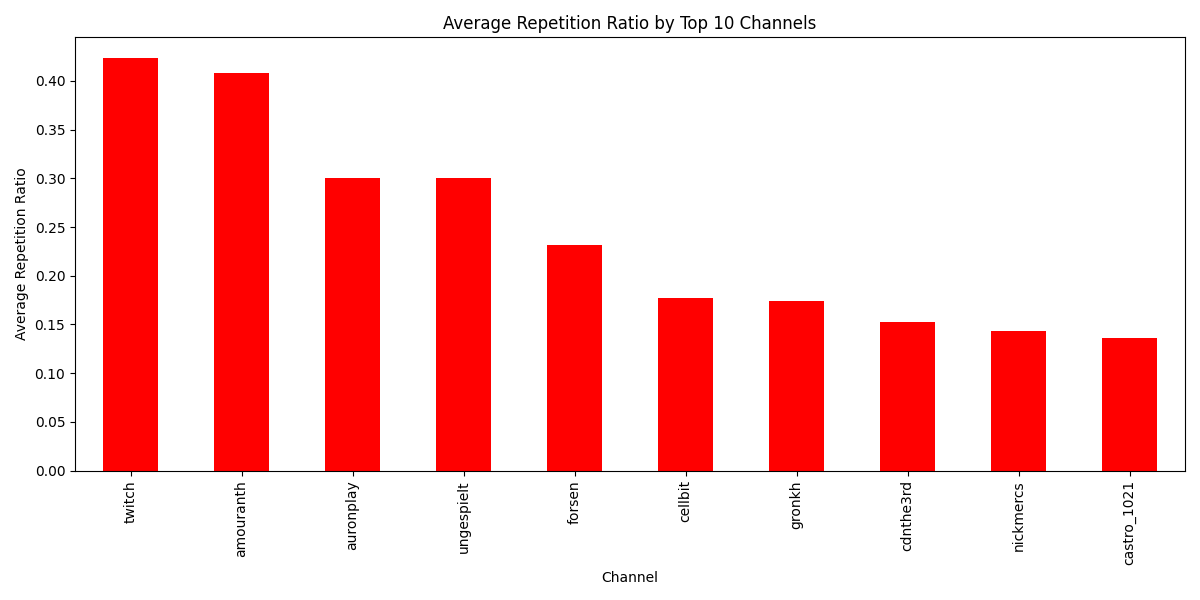 Average Repetition Ratio by Top 10 Channels
Average Repetition Ratio
0.40
0.35
0.30
0.25
0.20
0.15
0.10
0.05
0.00
twitch
amouranth
auronplay
ungespielt
forsen
cellbit
gronkh
cdnthe3rd
nickmercs
castro_1021
Channel